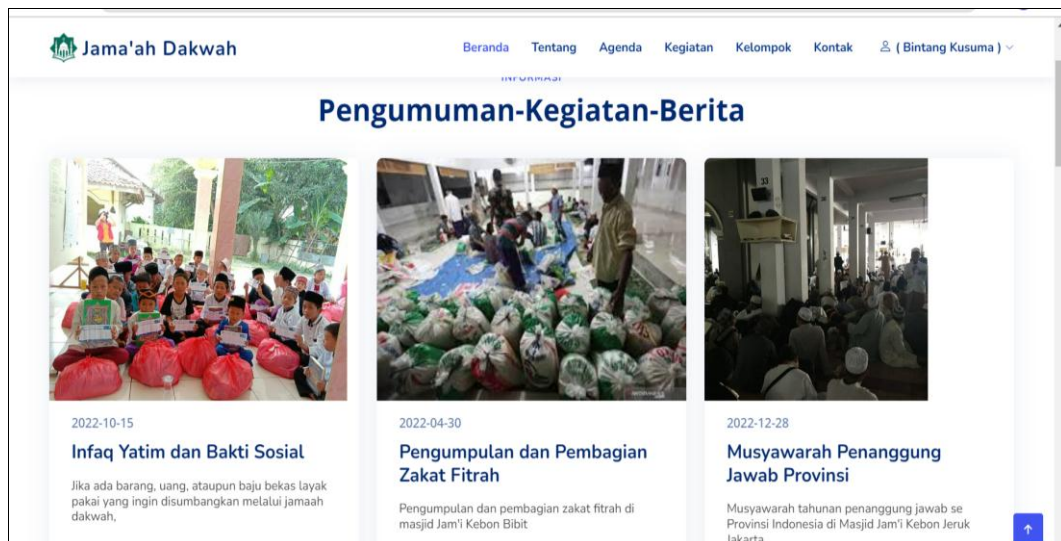 Jama'ah Dakwah
Beranda Tentang Agenda Kegiatan Kelompok Kontak ( Bintang Kusuma )
INFORMASI
Pengumuman-Kegiatan-Berita
33
2022-10-15
Infaq Yatim dan Bakti Sosial
Jika ada barang, uang, ataupun baju bekas layak
pakai yang ingin disumbangkan melalui jamaah
dakwah,
2022-04-30
Pengumpulan dan Pembagian
Zakat Fitrah
Pengumpulan dan pembagian zakat fitrah di
masjid Jam'i Kebon Bibit
2022-12-28
Musyawarah Penanggung
Jawab Provinsi
Musyawarah tahunan penanggung jawab se
Provinsi Indonesia di Masjid Jam'i Kebon Jeruk
Jakarta